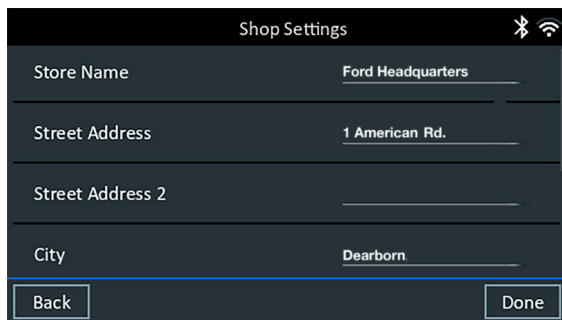 Shop Settings
Store Name Ford Headquarters
Street Address 1 American Rd.
Street Address 2
City Dearborn
Back Done